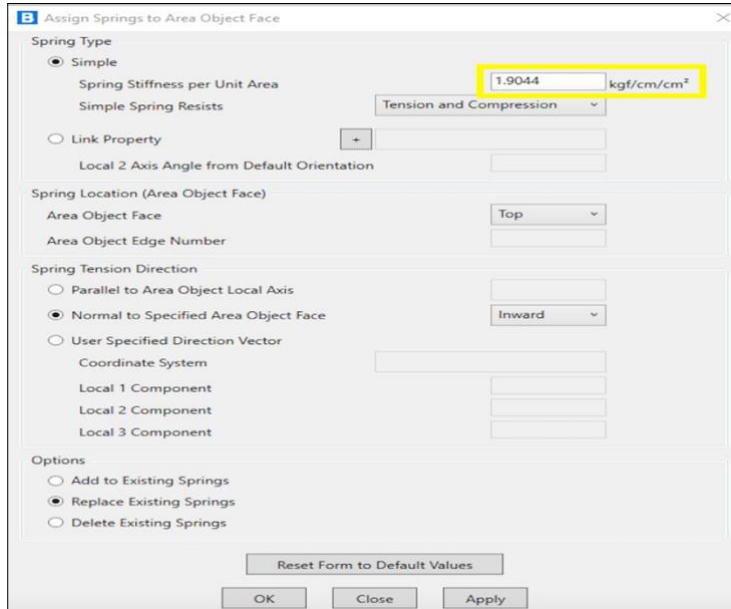 B Assign Springs to Area Object Face
Spring Type
Simple
Spring Stiffness per Unit Area 1.9044 kgf/cm/cm²
Simple Spring Resists Tension and Compression
Link Property +
Local 2 Axis Angle from Default Orientation
Spring Location (Area Object Face)
Area Object Face Top
Area Object Edge Number
Spring Tension Direction
Parallel to Area Object Local Axis
Normal to Specified Area Object Face Inward
User Specified Direction Vector
Coordinate System
Local 1 Component
Local 2 Component
Local 3 Component
Options
Add to Existing Springs
Replace Existing Springs
Delete Existing Springs
Reset Form to Default Values
OK Close Apply